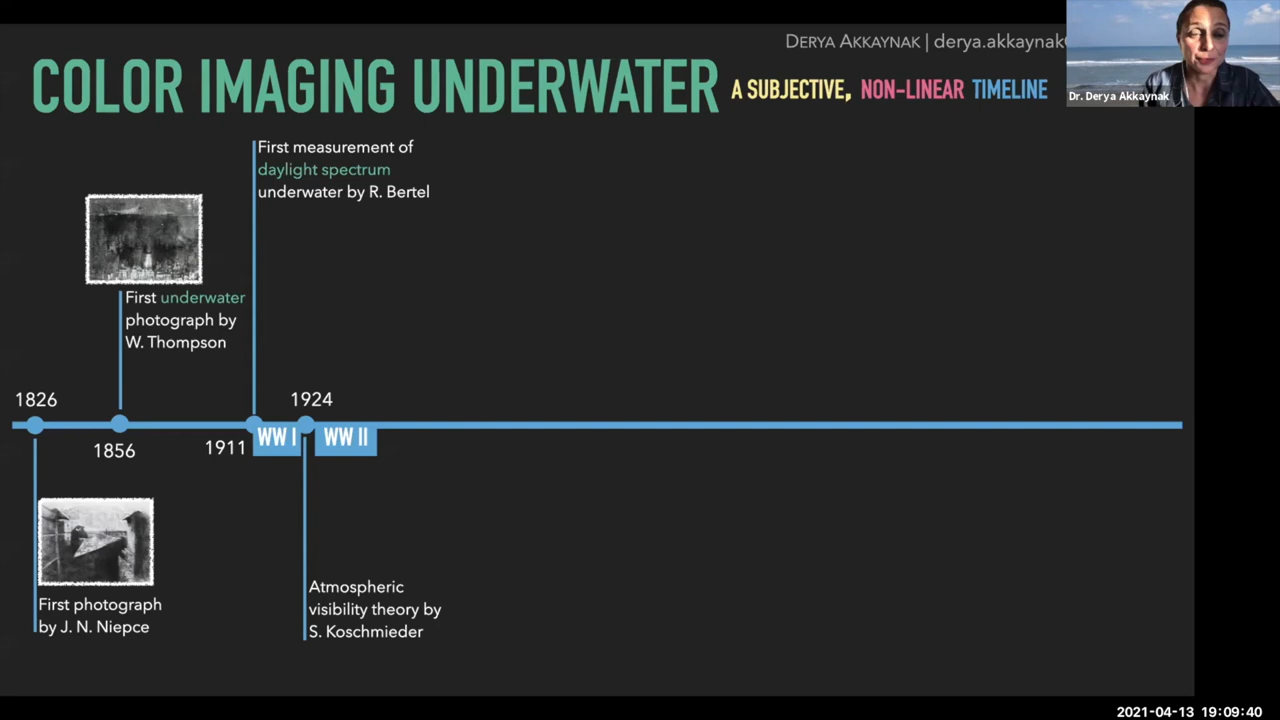 DERYA AKKAYNAK | derya.akkaynak
COLOR IMAGING UNDERWATER A SUBJECTIVE, NON-LINEAR TIMELINE
Dr. Derya Akkaynak
First measurement of
daylight spectrum
underwater by R. Bertel
First underwater
photograph by
W. Thompson
1826
1924
1856
1911
WW I
WW II
First photograph
by J. N. Niepce
Atmospheric
visibility theory by
S. Koschmieder
2021-04-13 19:09:40